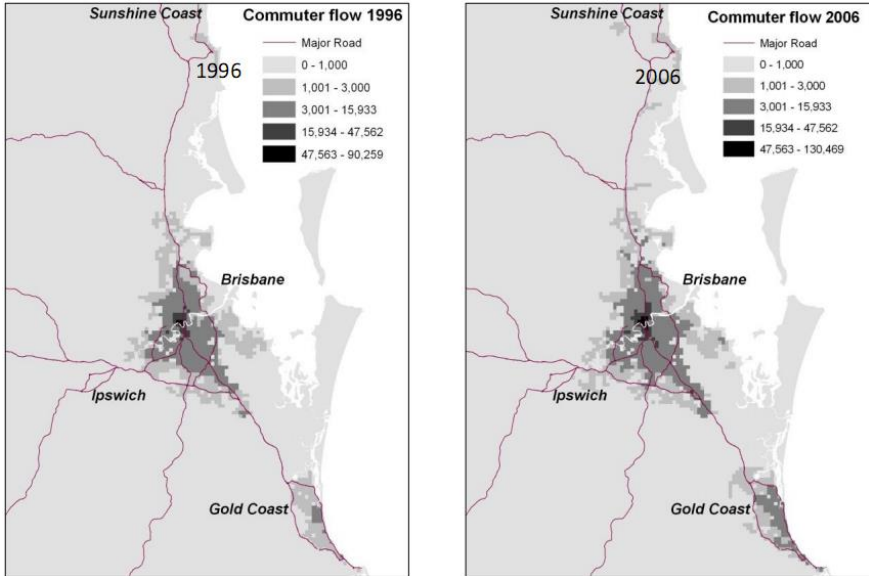 Sunshine Coast
Commuter flow 1996
Major Road
0 - 1,000
1,001 - 3,000
3,001 - 15,933
15,934 - 47,562
47,563 - 90,259
1996
Brisbane
Ipswich
Gold Coast
Sunshine Coast
Commuter flow 2006
Major Road
0 - 1,000
1,001 - 3,000
3,001 - 15,933
15,934 - 47,562
47,563 - 130,469
2006
Brisbane
Ipswich
Gold Coast